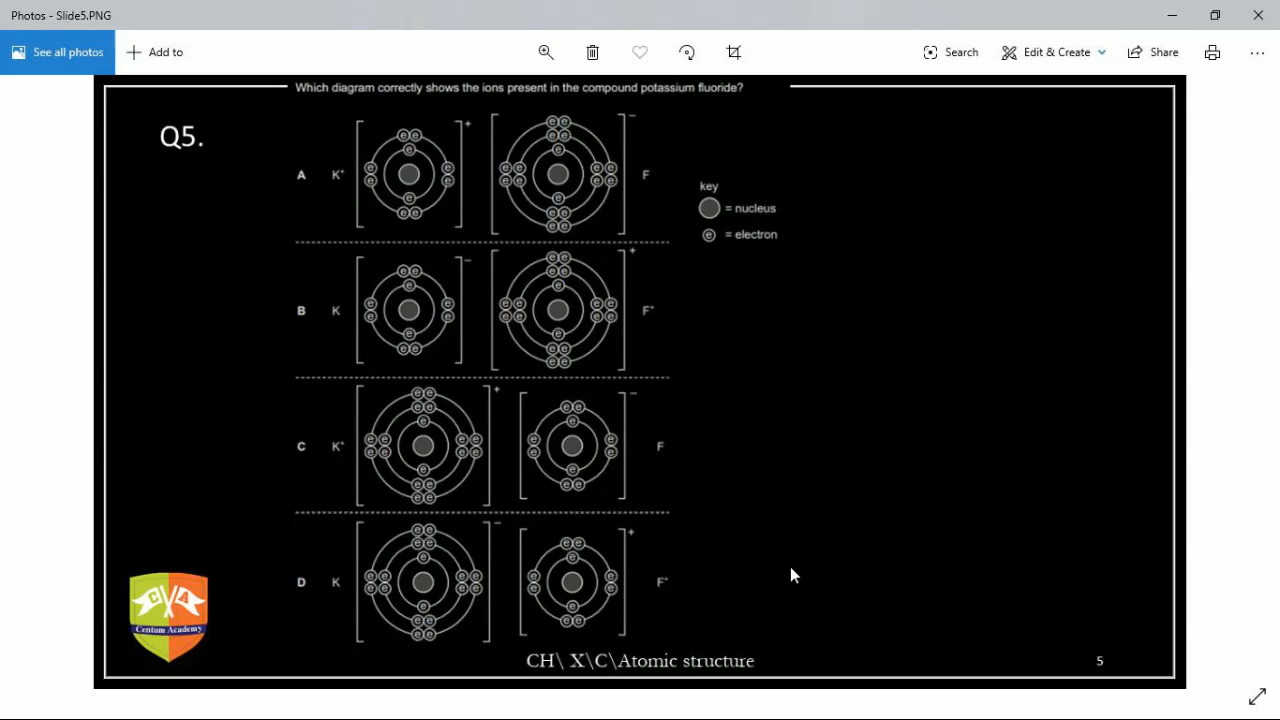 Photos - Slide5.PNG
See all photos
Add to
Search
Edit & Create
Share
Which diagram correctly shows the ions present in the compound potassium fluoride?
Q5.
A K+ + − F
key
= nucleus
e = electron
B K − + F+
C K+ + − F
D K − + F+
C A
Centum Academy
CH\ X\C\Atomic structure
5